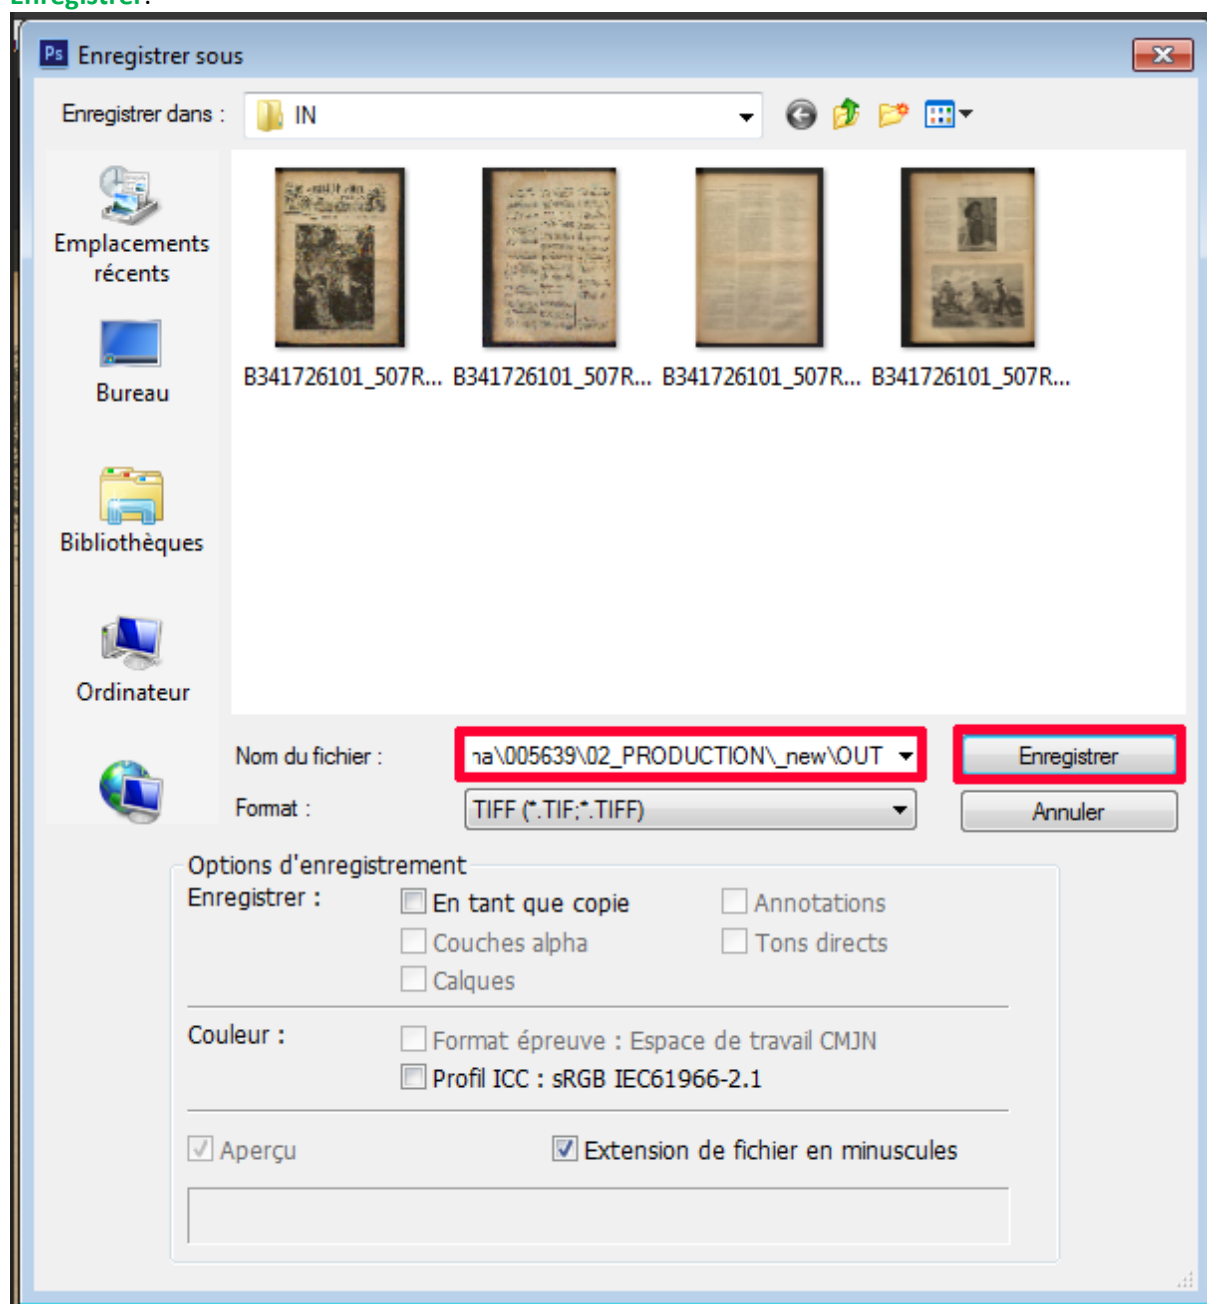 Enregistrer.
Ps Enregistrer sous
Enregistrer dans : IN
Emplacements
récents
Bureau
Bibliothèques
Ordinateur
B341726101_507R... B341726101_507R... B341726101_507R... B341726101_507R...
Nom du fichier : na\005639\02_PRODUCTION\_new\OUT Enregistrer
Format : TIFF (*.TIF;*.TIFF) Annuler
Options d'enregistrement
Enregistrer : En tant que copie Annotations
Couches alpha Tons directs
Calques
Couleur : Format épreuve : Espace de travail CMJN
Profil ICC : sRGB IEC61966-2.1
Aperçu Extension de fichier en minuscules